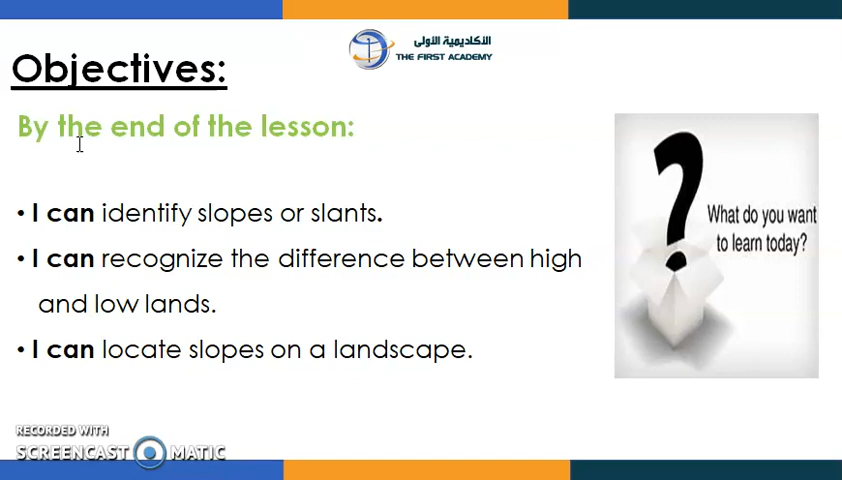 الأكاديمية الأولى
THE FIRST ACADEMY
Objectives:
By the end of the lesson:
• I can identify slopes or slants.
• I can recognize the difference between high
and low lands.
• I can locate slopes on a landscape.
?
What do you want
to learn today?
RECORDED WITH
SCREENCAST MATIC